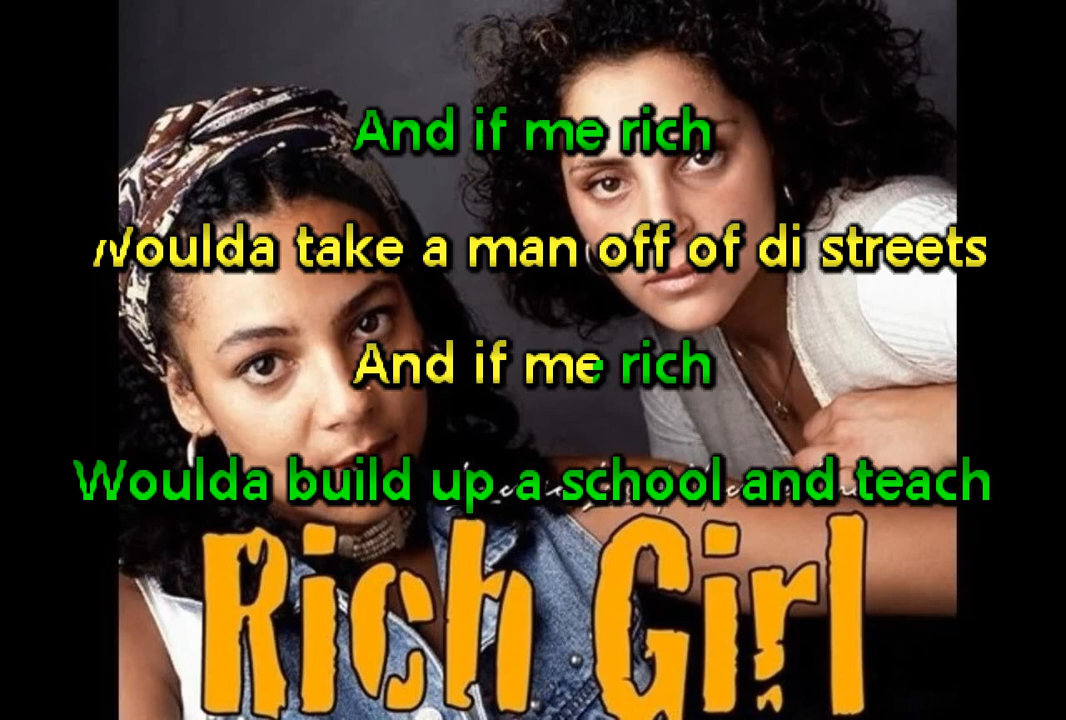 And if me rich
Woulda take a man off of di streets
And if me rich
Woulda build up a school and teach
Rich Girl